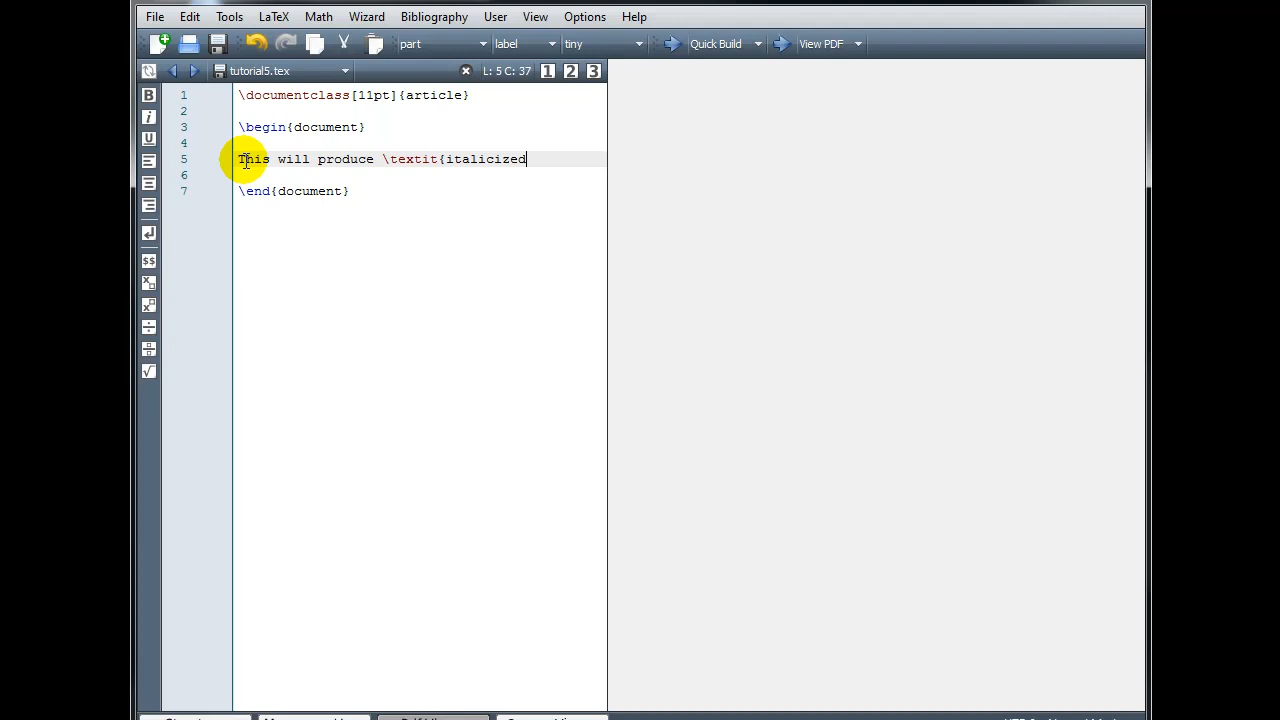 File Edit Tools LaTeX Math Wizard Bibliography User View Options Help
part label tiny Quick Build View PDF
tutorial5.tex L: 5 C: 37 1 2 3
B 1 \documentclass[11pt]{article}
i 2
U 3 \begin{document}
4
5 This will produce \textit{italicized
6
7 \end{document}
$$